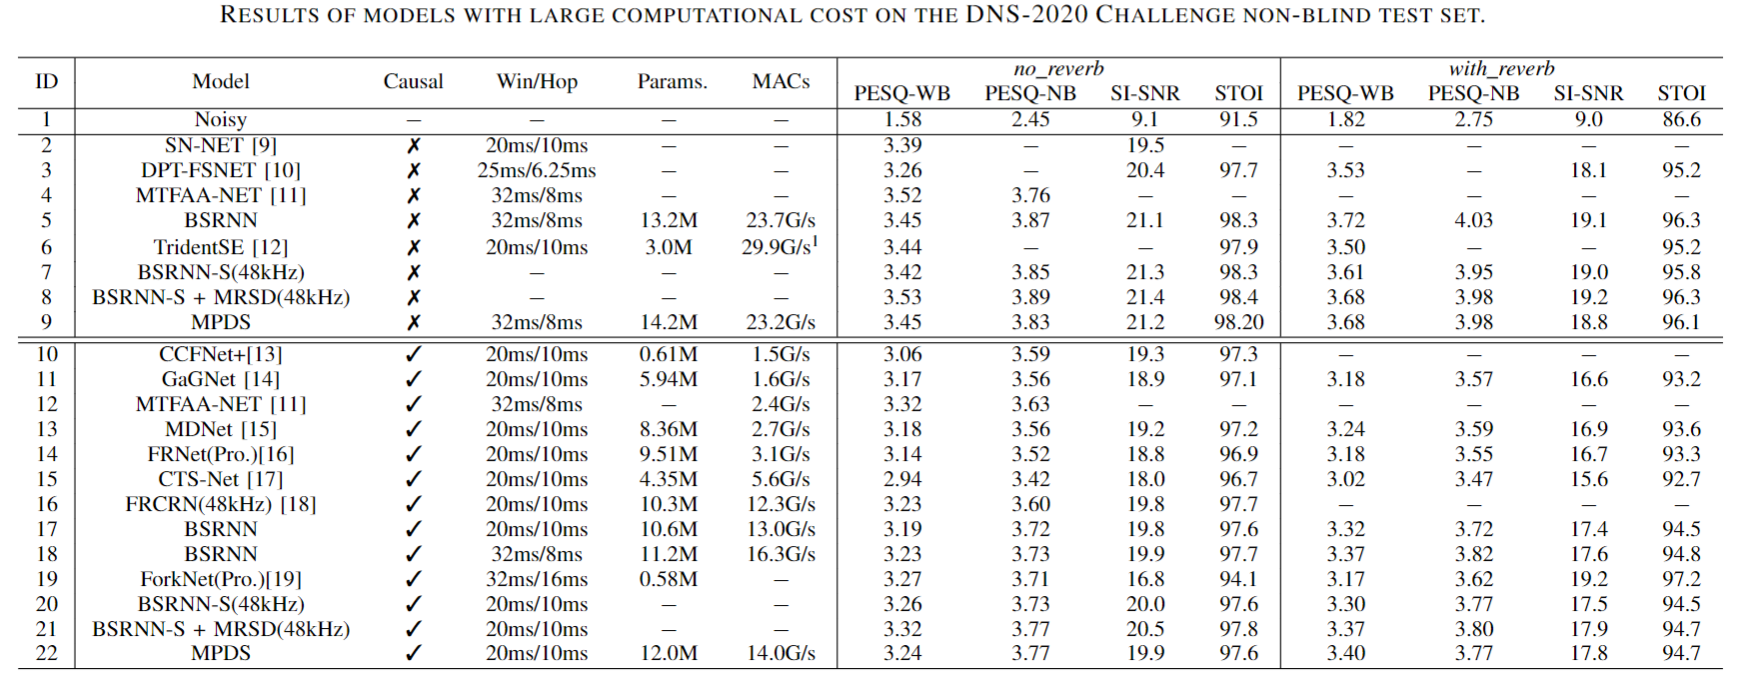 RESULTS OF MODELS WITH LARGE COMPUTATIONAL COST ON THE DNS-2020 CHALLENGE NON-BLIND TEST SET.
ID Model Causal Win/Hop Params. MACs no_reverb with_reverb
PESQ-WB PESQ-NB SI-SNR STOI PESQ-WB PESQ-NB SI-SNR STOI
1 Noisy — — — — 1.58 2.45 9.1 91.5 1.82 2.75 9.0 86.6
2 SN-NET [9] ✗ 20ms/10ms — — 3.39 — 19.5 — — — — —
3 DPT-FSNET [10] ✗ 25ms/6.25ms — — 3.26 — 20.4 97.7 3.53 — 18.1 95.2
4 MTFAA-NET [11] ✗ 32ms/8ms — — 3.52 3.76 — — — — — —
5 BSRNN ✗ 32ms/8ms 13.2M 23.7G/s 3.45 3.87 21.1 98.3 3.72 4.03 19.1 96.3
6 TridentSE [12] ✗ 20ms/10ms 3.0M 29.9G/s¹ 3.44 — — 97.9 3.50 — — 95.2
7 BSRNN-S(48kHz) ✗ — — — 3.42 3.85 21.3 98.3 3.61 3.95 19.0 95.8
8 BSRNN-S + MRSD(48kHz) ✗ — — — 3.53 3.89 21.4 98.4 3.68 3.98 19.2 96.3
9 MPDS ✗ 32ms/8ms 14.2M 23.2G/s 3.45 3.83 21.2 98.20 3.68 3.98 18.8 96.1
10 CCFNet+[13] ✓ 20ms/10ms 0.61M 1.5G/s 3.06 3.59 19.3 97.3 — — — —
11 GaGNet [14] ✓ 20ms/10ms 5.94M 1.6G/s 3.17 3.56 18.9 97.1 3.18 3.57 16.6 93.2
12 MTFAA-NET [11] ✓ 32ms/8ms — 2.4G/s 3.32 3.63 — — — — — —
13 MDNet [15] ✓ 20ms/10ms 8.36M 2.7G/s 3.18 3.56 19.2 97.2 3.24 3.59 16.9 93.6
14 FRNet(Pro.)[16] ✓ 20ms/10ms 9.51M 3.1G/s 3.14 3.52 18.8 96.9 3.18 3.55 16.7 93.3
15 CTS-Net [17] ✓ 20ms/10ms 4.35M 5.6G/s 2.94 3.42 18.0 96.7 3.02 3.47 15.6 92.7
16 FRCRN(48kHz) [18] ✓ 20ms/10ms 10.3M 12.3G/s 3.23 3.60 19.8 97.7 — — — —
17 BSRNN ✓ 20ms/10ms 10.6M 13.0G/s 3.19 3.72 19.8 97.6 3.32 3.72 17.4 94.5
18 BSRNN ✓ 32ms/8ms 11.2M 16.3G/s 3.23 3.73 19.9 97.7 3.37 3.82 17.6 94.8
19 ForkNet(Pro.)[19] ✓ 32ms/16ms 0.58M — 3.27 3.71 16.8 94.1 3.17 3.62 19.2 97.2
20 BSRNN-S(48kHz) ✓ 20ms/10ms — — 3.26 3.73 20.0 97.6 3.30 3.77 17.5 94.5
21 BSRNN-S + MRSD(48kHz) ✓ 20ms/10ms — — 3.32 3.77 20.5 97.8 3.37 3.80 17.9 94.7
22 MPDS ✓ 20ms/10ms 12.0M 14.0G/s 3.24 3.77 19.9 97.6 3.40 3.77 17.8 94.7